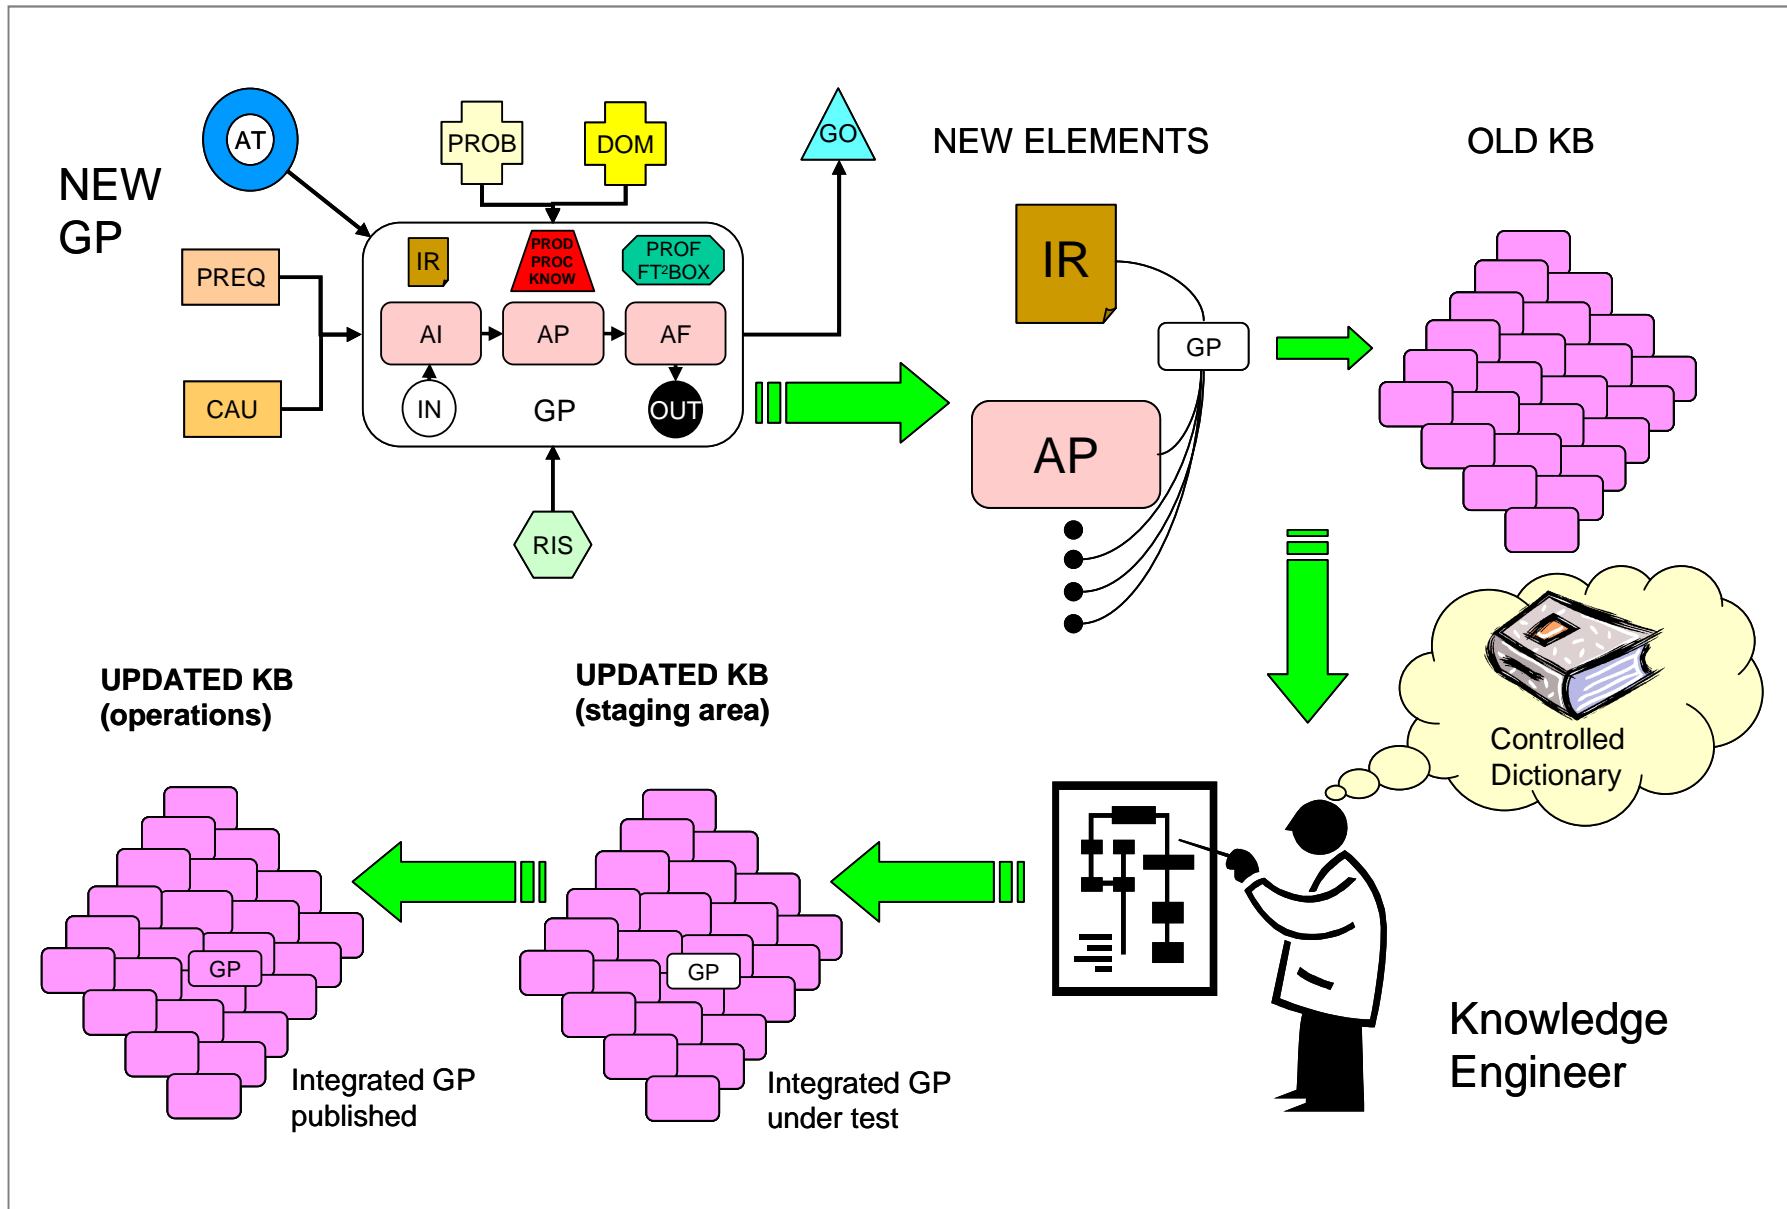 NEW
GP
AT
PROB
DOM
GO
PREQ
CAU
IR
PROD
PROC
KNOW
PROF
FT²BOX
AI
AP
AF
IN
GP
OUT
RIS
NEW ELEMENTS
OLD KB
IR
GP
AP
Controlled
Dictionary
Knowledge
Engineer
UPDATED KB
(staging area)
GP
Integrated GP
under test
UPDATED KB
(operations)
GP
Integrated GP
published